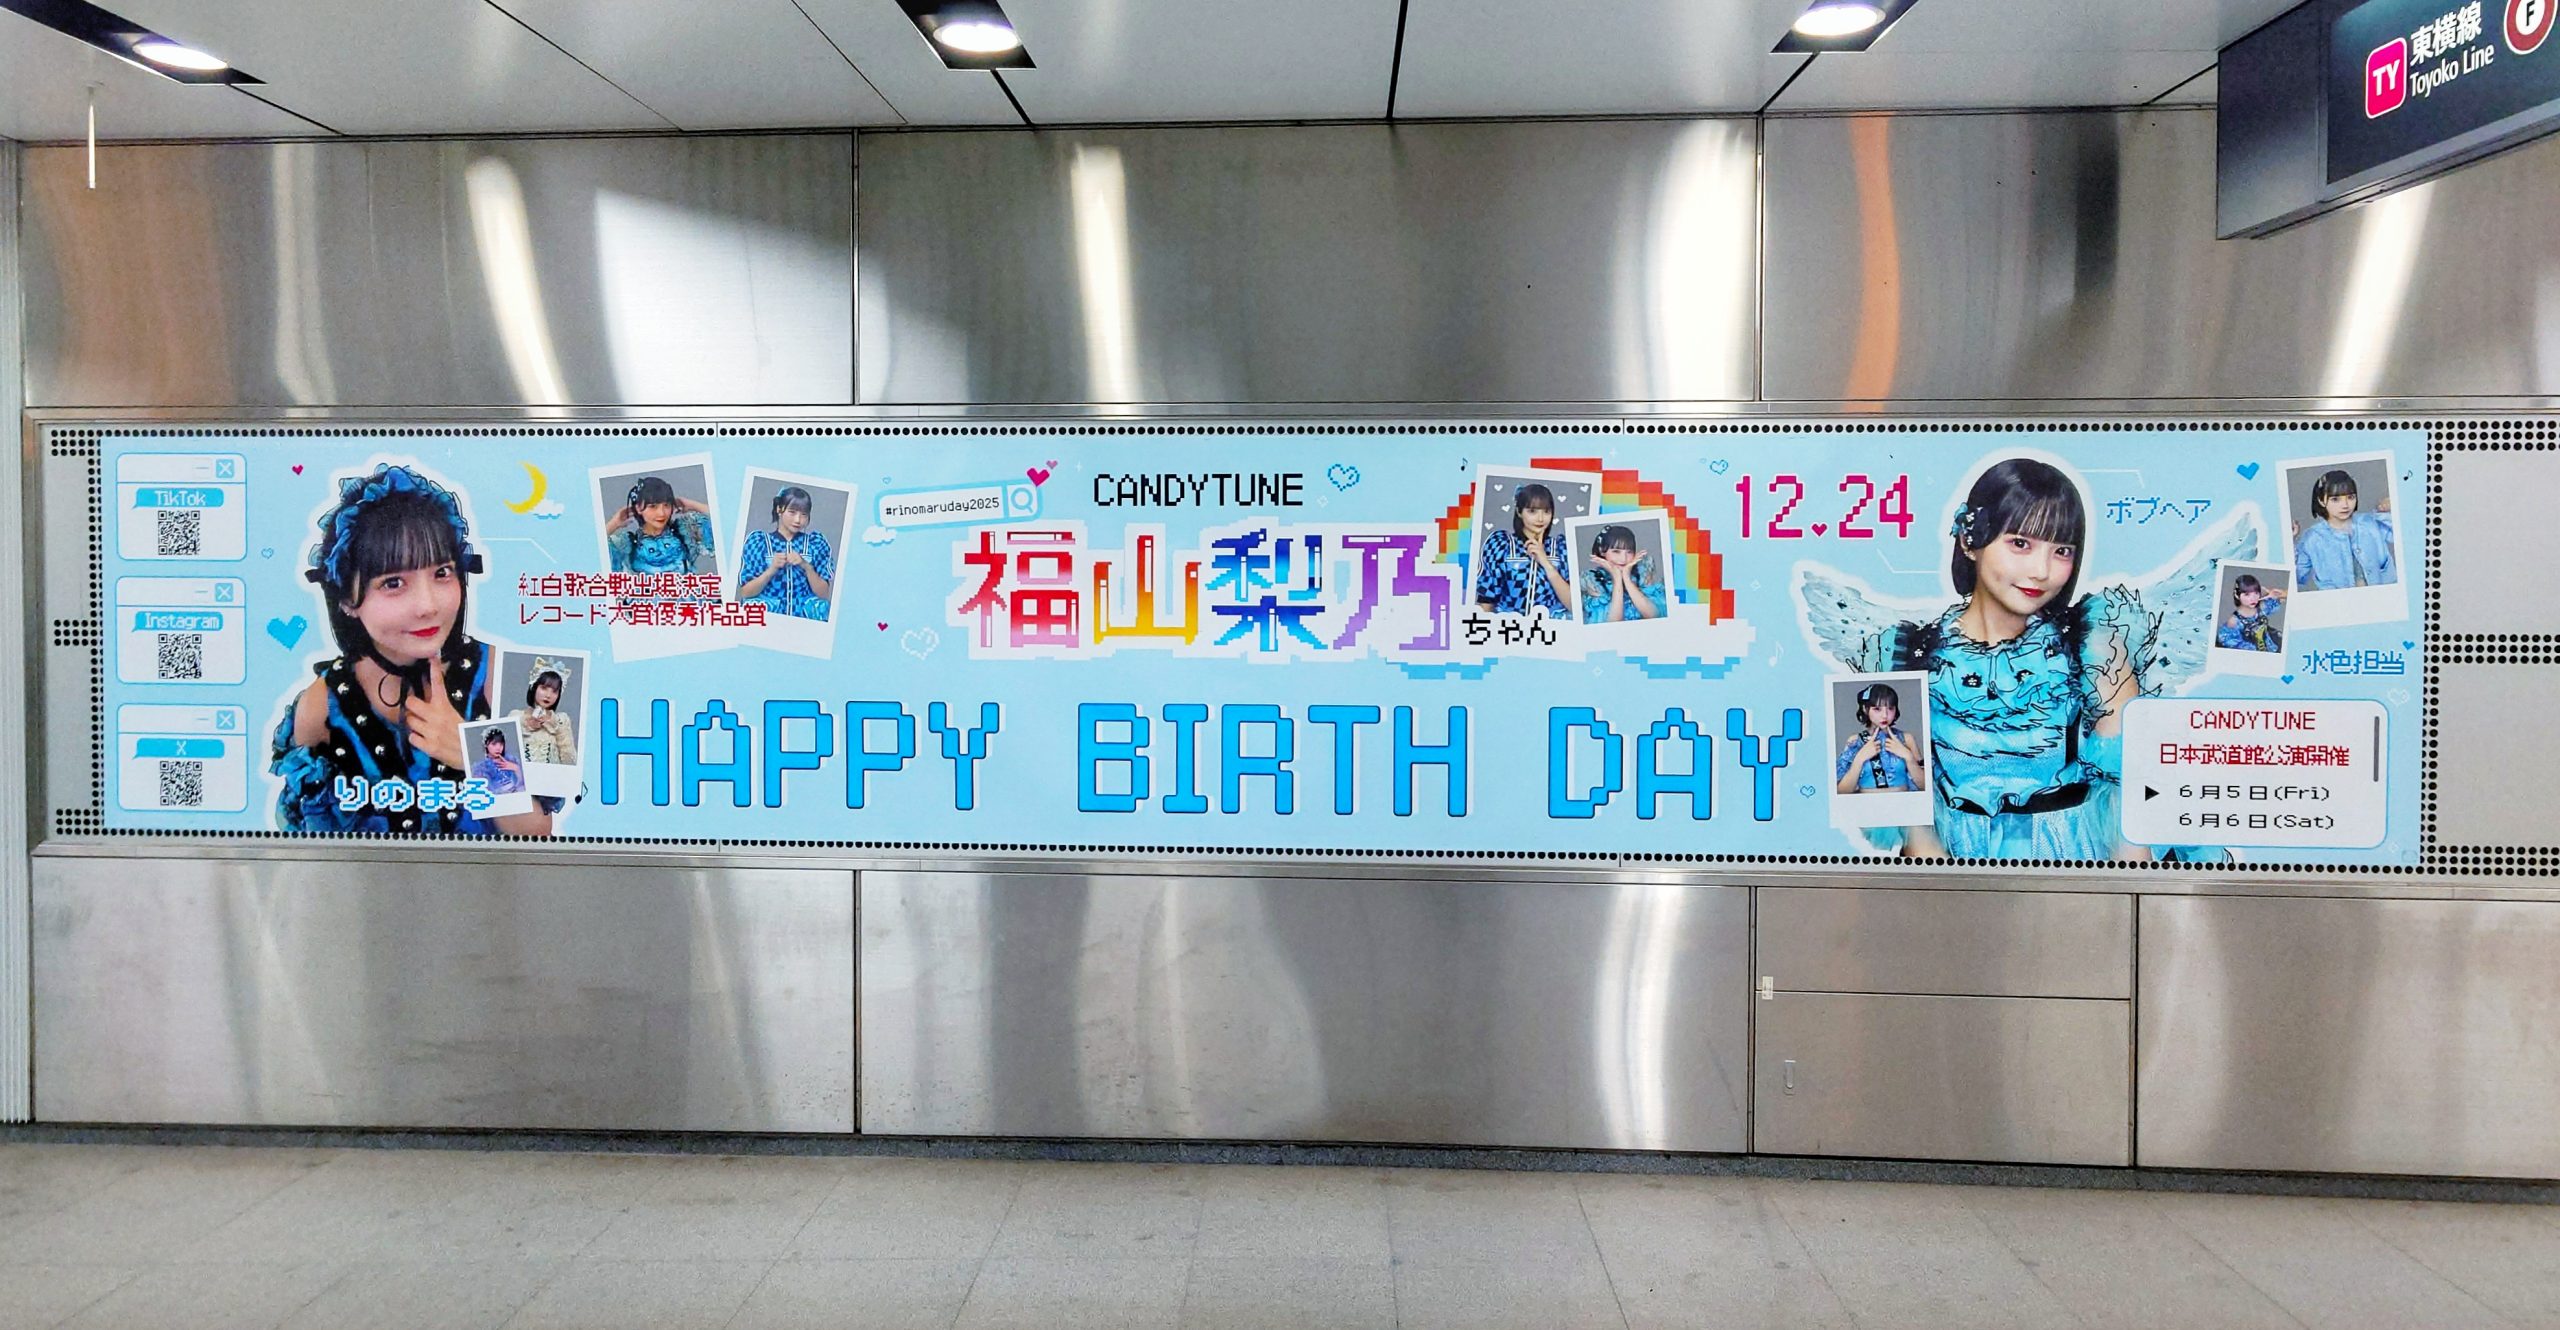 TY 東横線
Toyoko Line
F
TikTok
Instagram
X
りのまる
紅白歌合戦出場決定
レコード大賞優秀作品賞
#rinomaruday2025
CANDYTUNE
福山梨乃ちゃん
12.24
HAPPY BIRTH DAY
ボブヘア
水色担当
CANDYTUNE
日本武道館公演開催
▶ 6月5日(Fri)
6月6日(Sat)